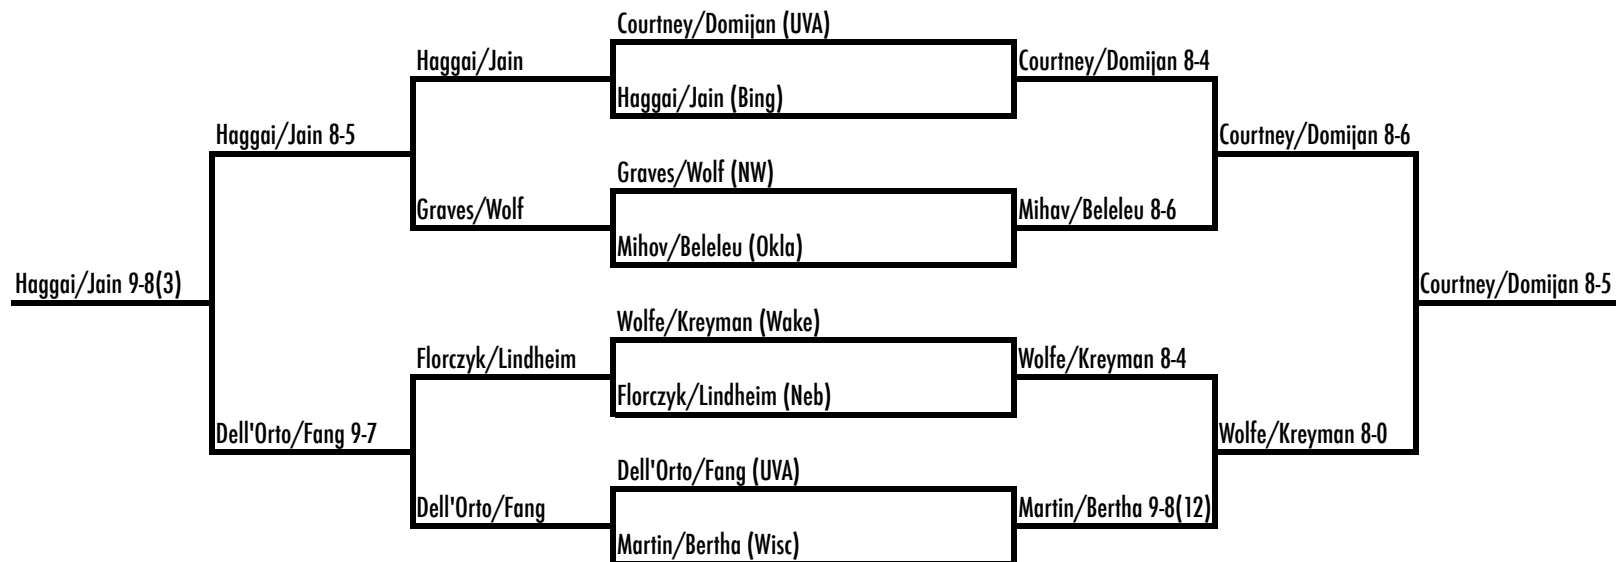 Courtney/Domijan (UVA)
Haggai/Jain
Courtney/Domijan 8-4
Haggai/Jain (Bing)
Haggai/Jain 8-5
Courtney/Domijan 8-6
Graves/Wolf (NW)
Graves/Wolf
Mihav/Beleleu 8-6
Mihov/Beleleu (Okla)
Haggai/Jain 9-8(3)
Courtney/Domijan 8-5
Wolfe/Kreyman (Wake)
Florczyk/Lindheim
Wolfe/Kreyman 8-4
Florczyk/Lindheim (Neb)
Dell'Orto/Fang 9-7
Wolfe/Kreyman 8-0
Dell'Orto/Fang (UVA)
Dell'Orto/Fang
Martin/Bertha 9-8(12)
Martin/Bertha (Wisc)